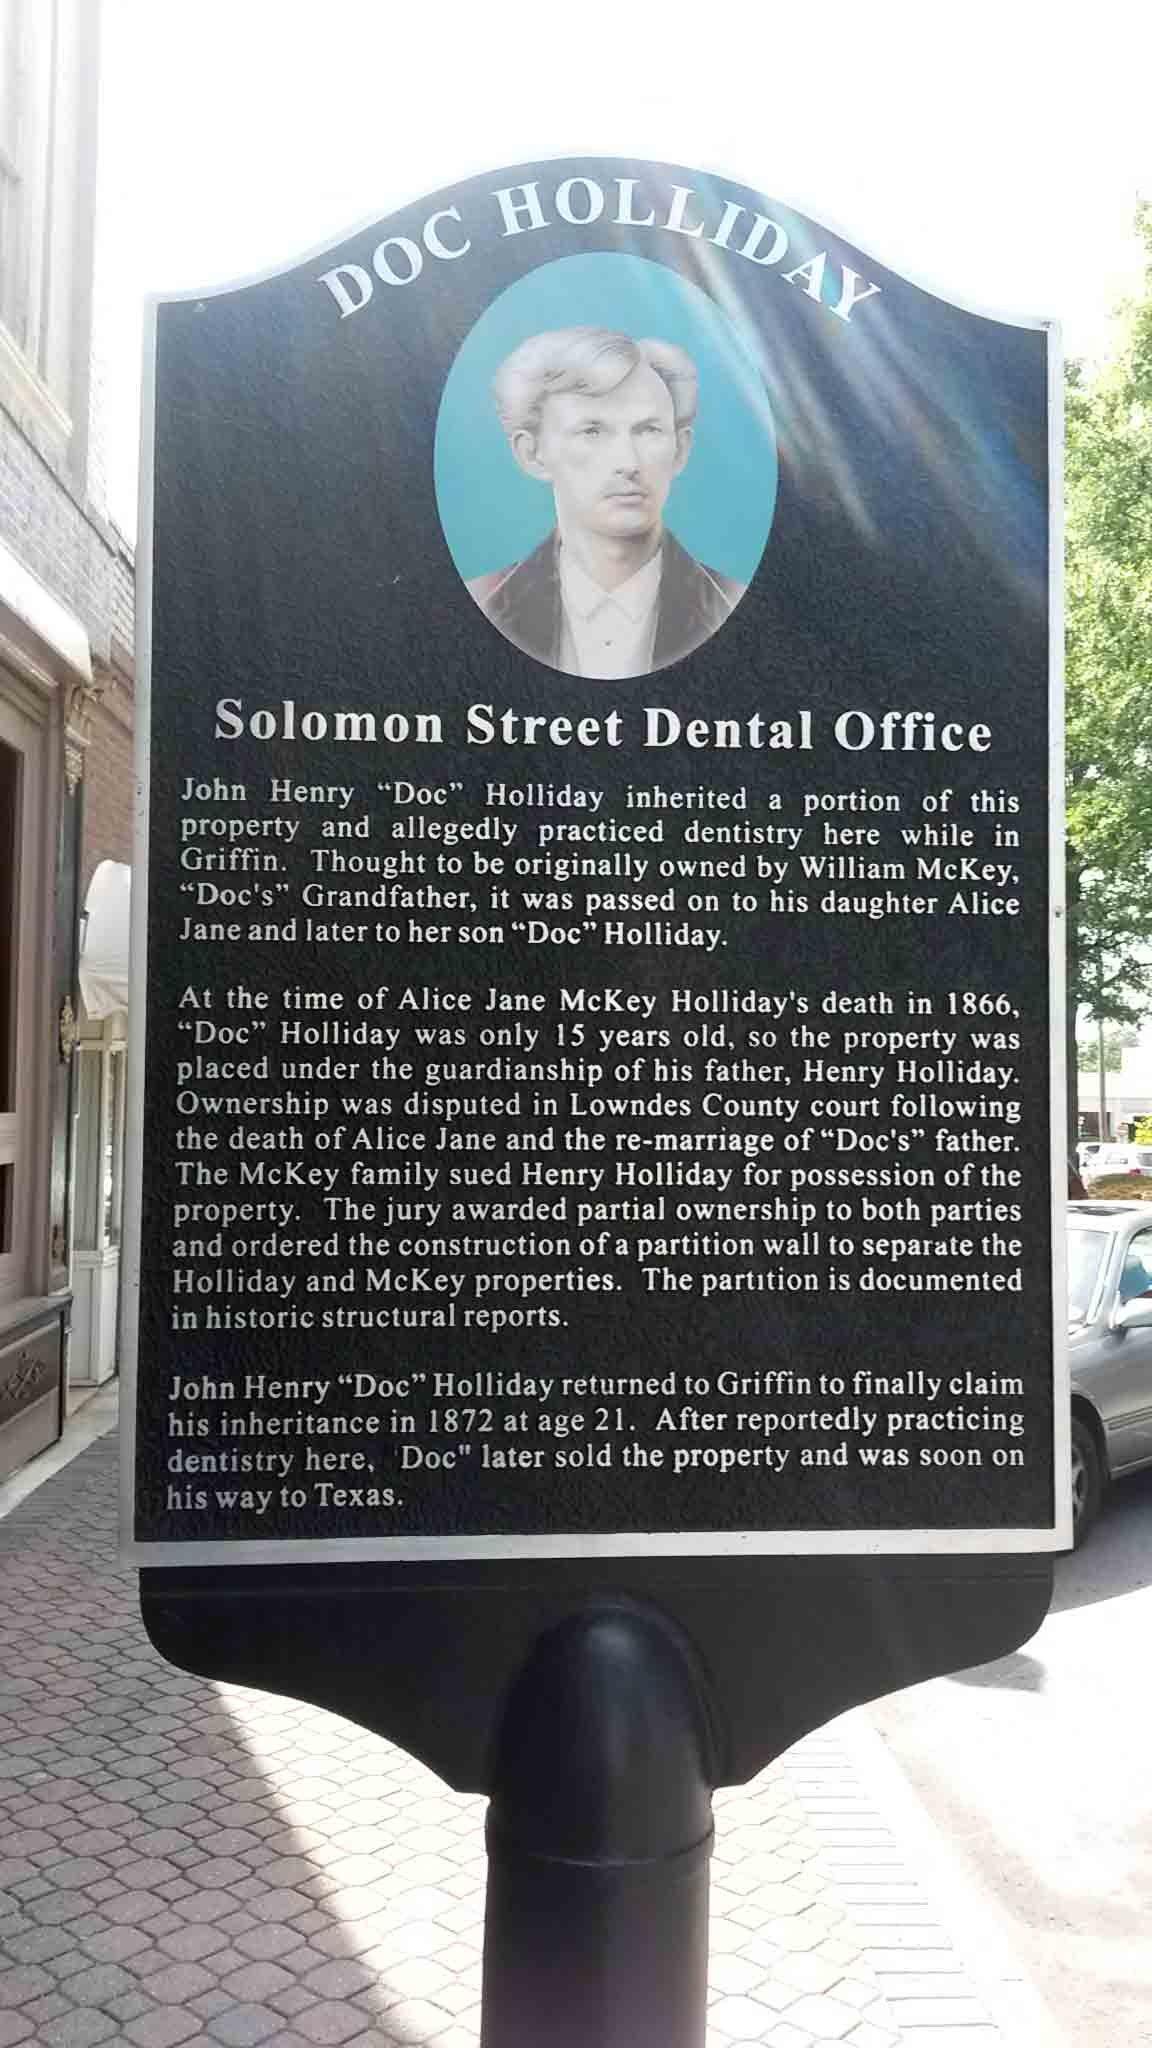 DOC HOLLIDAY
Solomon Street Dental Office
John Henry “Doc” Holliday inherited a portion of this
property and allegedly practiced dentistry here while in
Griffin. Thought to be originally owned by William McKey,
“Doc's” Grandfather, it was passed on to his daughter Alice
Jane and later to her son “Doc” Holliday.
At the time of Alice Jane McKey Holliday's death in 1866,
“Doc” Holliday was only 15 years old, so the property was
placed under the guardianship of his father, Henry Holliday.
Ownership was disputed in Lowndes County court following
the death of Alice Jane and the re-marriage of “Doc's” father.
The McKey family sued Henry Holliday for possession of the
property. The jury awarded partial ownership to both parties
and ordered the construction of a partition wall to separate the
Holliday and McKey properties. The partition is documented
in historic structural reports.
John Henry “Doc” Holliday returned to Griffin to finally claim
his inheritance in 1872 at age 21. After reportedly practicing
dentistry here, 'Doc" later sold the property and was soon on
his way to Texas.